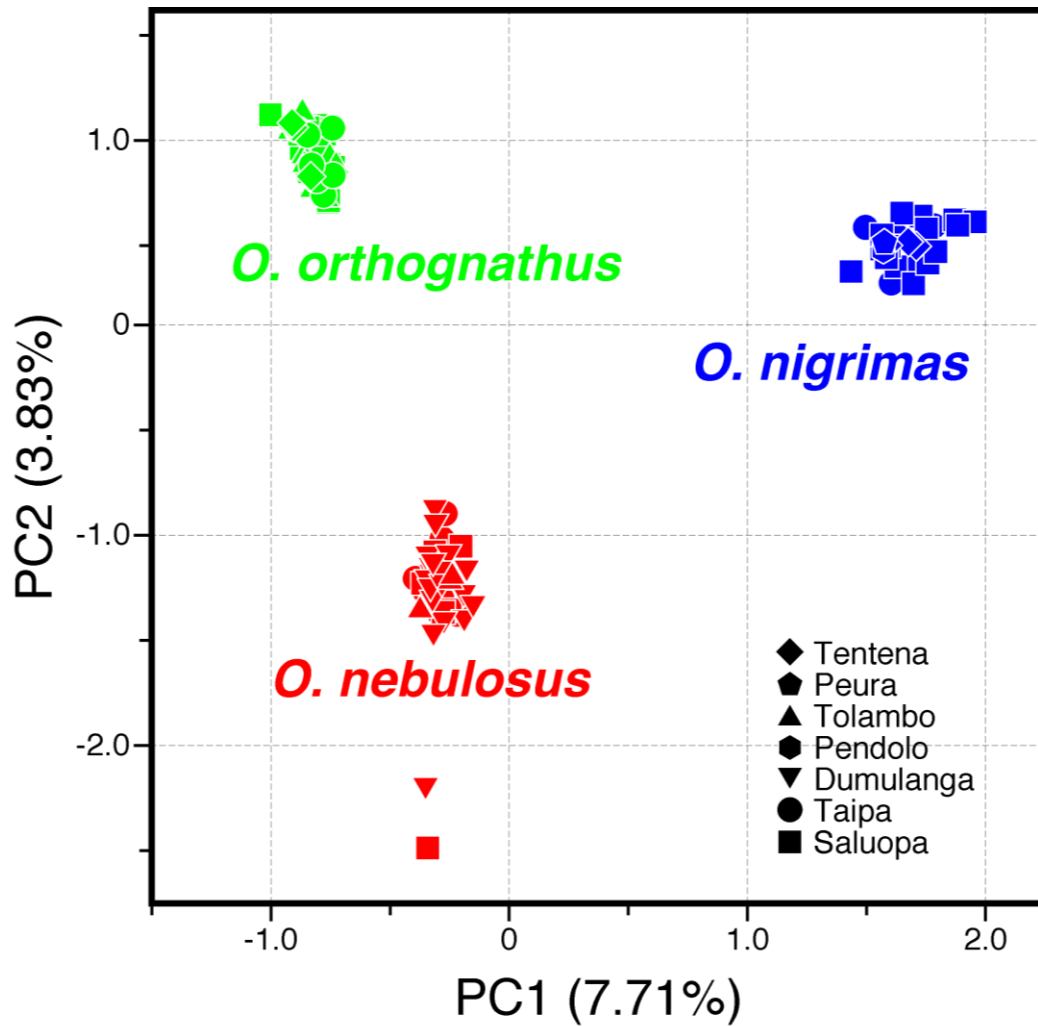 1.0
0
-1.0
-2.0
PC2 (3.83%)
O. orthognathus
O. nigrimas
O. nebulosus
Tentena
Peura
Tolambo
Pendolo
Dumulanga
Taipa
Saluopa
-1.0
0
1.0
2.0
PC1 (7.71%)